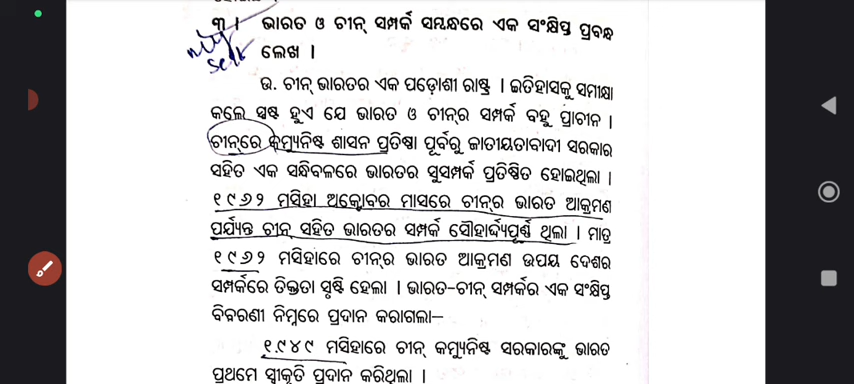 ୩। ଭାରତ ଓ ଚୀନ୍ ସମ୍ପର୍କ ସମ୍ବନ୍ଧରେ ଏକ ସଂକ୍ଷିପ୍ତ ପ୍ରବନ୍ଧ
ଲେଖ ।
ଉ. ଚୀନ୍ ଭାରତର ଏକ ପଡ଼ୋଶୀ ରାଷ୍ଟ୍ର । ଇତିହାସକୁ ସମୀକ୍ଷା
କଲେ ସ୍ପଷ୍ଟ ହୁଏ ଯେ ଭାରତ ଓ ଚୀନ୍‌ର ସମ୍ପର୍କ ବହୁ ପ୍ରାଚୀନ ।
ଚୀନ୍‌ରେ କମ୍ୟୁନିଷ୍ଟ ଶାସନ ପ୍ରତିଷ୍ଠା ପୂର୍ବରୁ ଜାତୀୟତାବାଦୀ ସରକାର
ସହିତ ଏକ ସନ୍ଧିବଳରେ ଭାରତର ସୁସମ୍ପର୍କ ପ୍ରତିଷ୍ଠିତ ହୋଇଥିଲା ।
୧୯୬୨ ମସିହା ଅକ୍ଟୋବର ମାସରେ ଚୀନ୍‌ର ଭାରତ ଆକ୍ରମଣ
ପର୍ଯ୍ୟନ୍ତ ଚୀନ୍ ସହିତ ଭାରତର ସମ୍ପର୍କ ସୌହାର୍ଦ୍ଦ୍ୟପୂର୍ଣ୍ଣ ଥିଲା । ମାତ୍ର
୧୯୬୨ ମସିହାରେ ଚୀନ୍‌ର ଭାରତ ଆକ୍ରମଣ ଉଭୟ ଦେଶର
ସମ୍ପର୍କରେ ତିକ୍ତତା ସୃଷ୍ଟି ହେଲା । ଭାରତ-ଚୀନ୍ ସମ୍ପର୍କର ଏକ ସଂକ୍ଷିପ୍ତ
ବିବରଣୀ ନିମ୍ନରେ ପ୍ରଦାନ କରାଗଲା—
୧୯୪୯ ମସିହାରେ ଚୀନ୍ କମ୍ୟୁନିଷ୍ଟ ସରକାରଙ୍କୁ ଭାରତ
ପ୍ରଥମେ ସ୍ୱୀକୃତି ପ୍ରଦାନ କରିଥିଲା ।